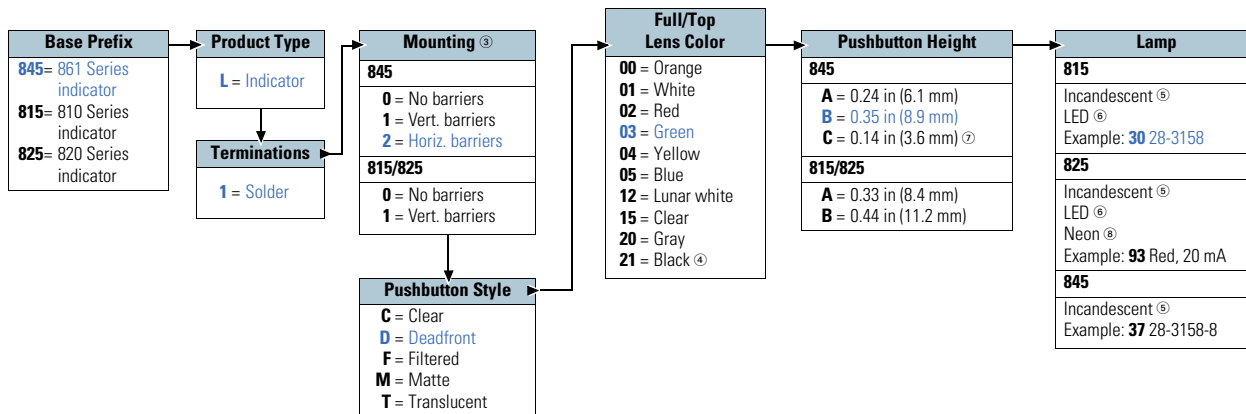 Base Prefix
845= 861 Series
indicator
815= 810 Series
indicator
825= 820 Series
indicator
Product Type
L = Indicator
Terminations
1 = Solder
Mounting ③
845
0 = No barriers
1 = Vert. barriers
2 = Horiz. barriers
815/825
0 = No barriers
1 = Vert. barriers
Pushbutton Style
C = Clear
D = Deadfront
F = Filtered
M = Matte
T = Translucent
Full/Top
Lens Color
00 = Orange
01 = White
02 = Red
03 = Green
04 = Yellow
05 = Blue
12 = Lunar white
15 = Clear
20 = Gray
21 = Black ④
Pushbutton Height
845
A = 0.24 in (6.1 mm)
B = 0.35 in (8.9 mm)
C = 0.14 in (3.6 mm) ⑦
815/825
A = 0.33 in (8.4 mm)
B = 0.44 in (11.2 mm)
Lamp
815
Incandescent ⑤
LED ⑥
Example: 30 28-3158
825
Incandescent ⑤
LED ⑥
Neon ⑧
Example: 93 Red, 20 mA
845
Incandescent ⑤
Example: 37 28-3158-8